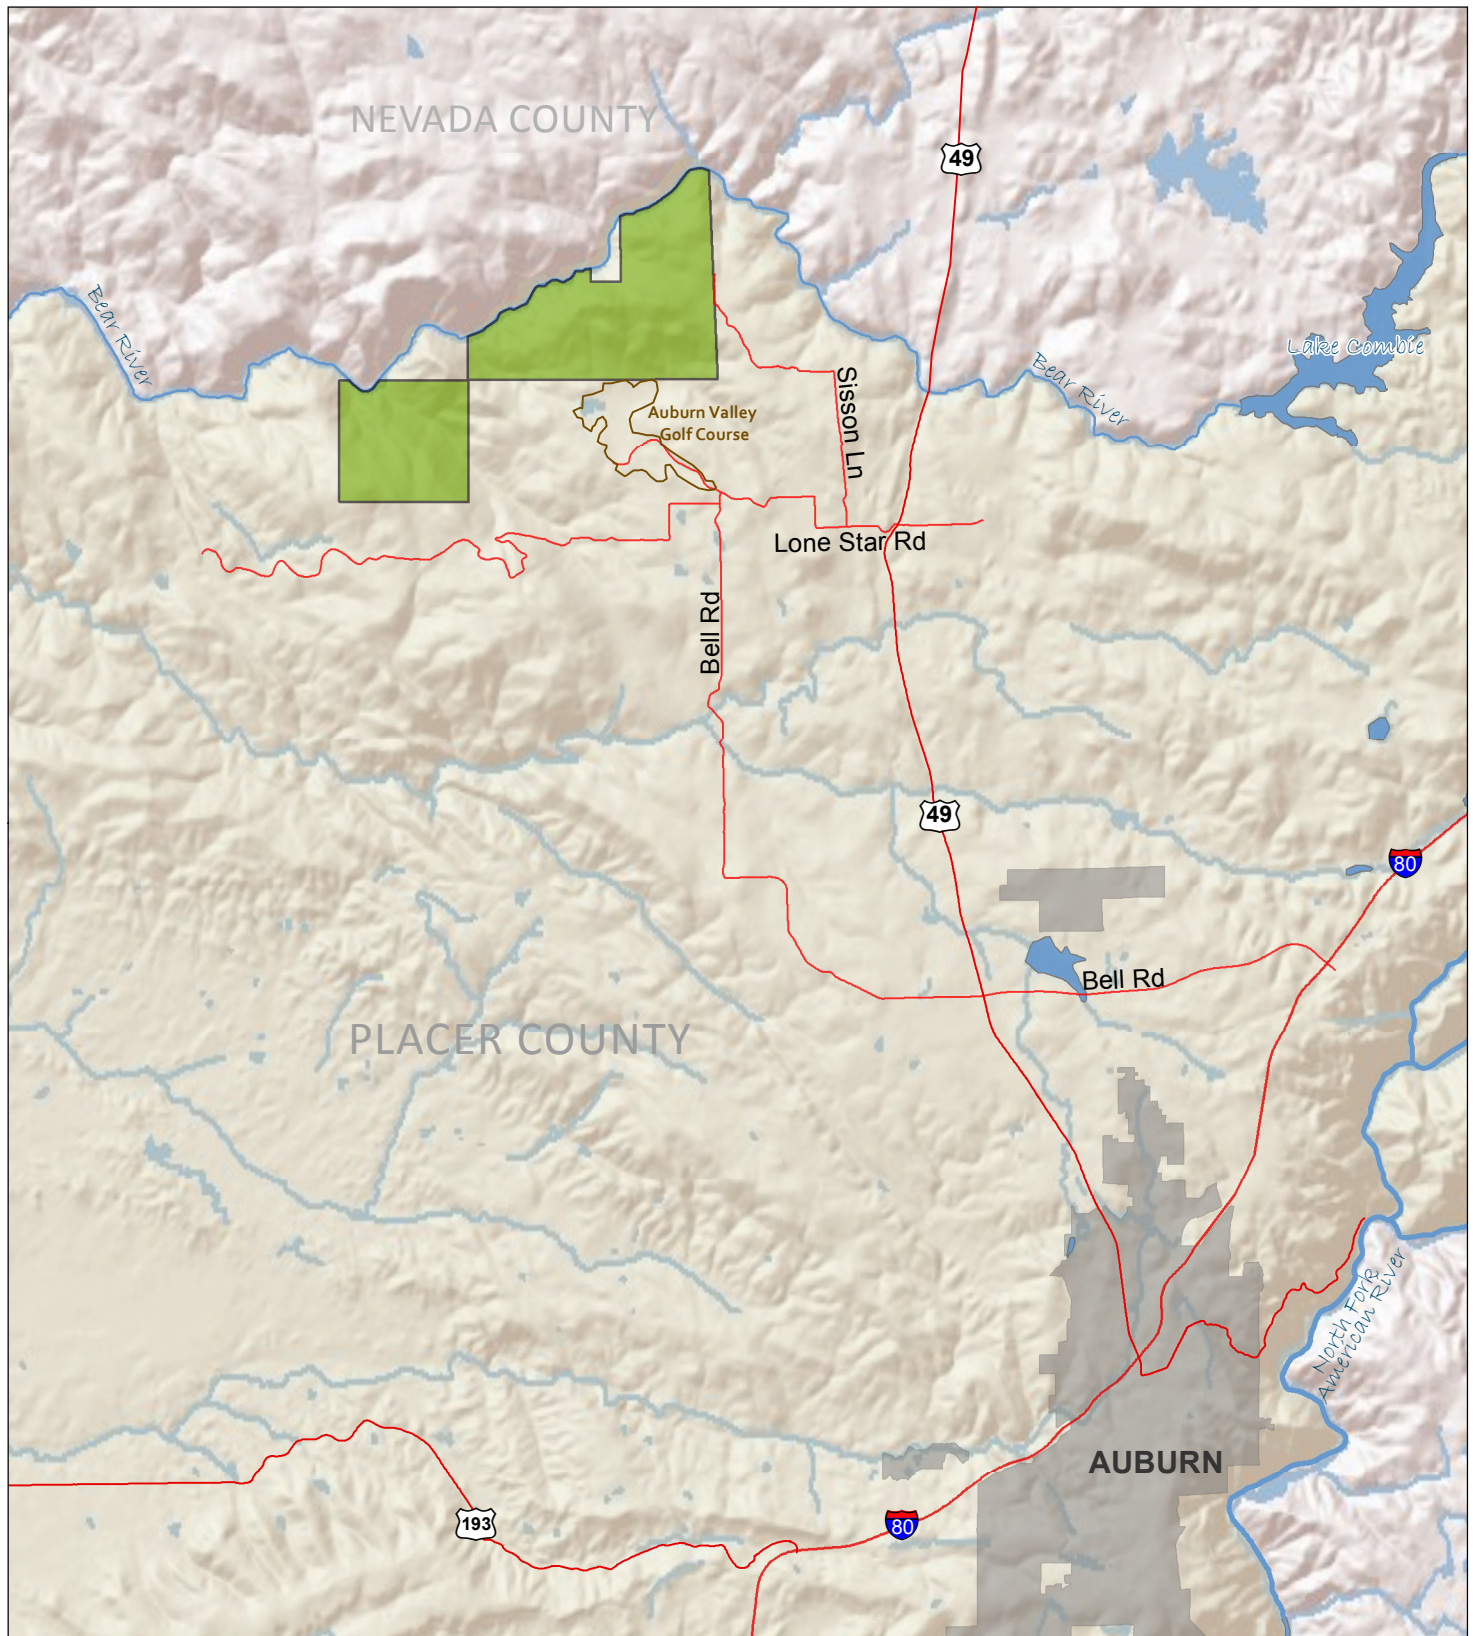 NEVADA COUNTY
49
Bear River
Lake Combie
Bear River
Sisson Ln
Auburn Valley
Golf Course
Lone Star Rd
Bell Rd
49
80
Bell Rd
PLACER COUNTY
North Fork
American River
AUBURN
193
80